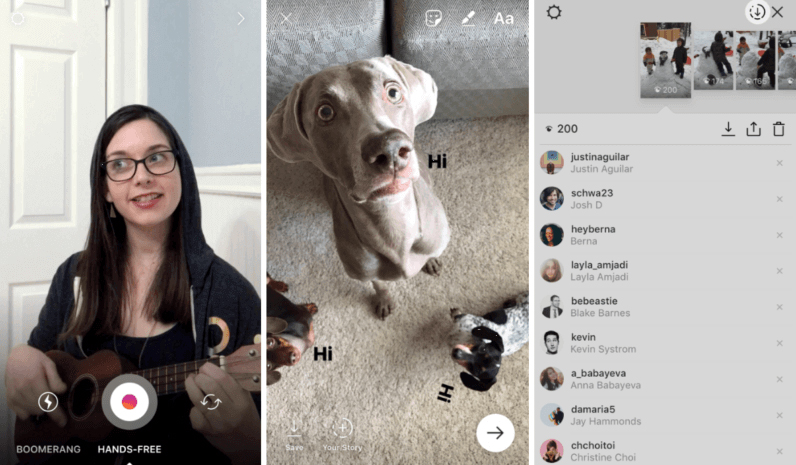 BOOMERANG HANDS-FREE
Aa
Hi
Hi
Hi
Save Your Story
200 174 165
200
justinaguilar
Justin Aguilar
schwa23
Josh D
heyberna
Berna
layla_amjadi
Layla Amjadi
bebeastie
Blake Barnes
kevin
Kevin Systrom
a_babayeva
Anna Babayeva
damaria5
Jay Hammonds
chchoitoi
Christine Choi